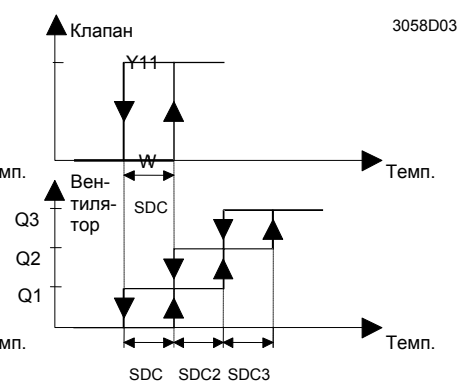 Клапан
3058D03
Y11
W
Темп.
мп.
Вен-
тиля-
тор
SDC
Q3
Q2
Q1
Темп.
мп.
SDC SDC2 SDC3